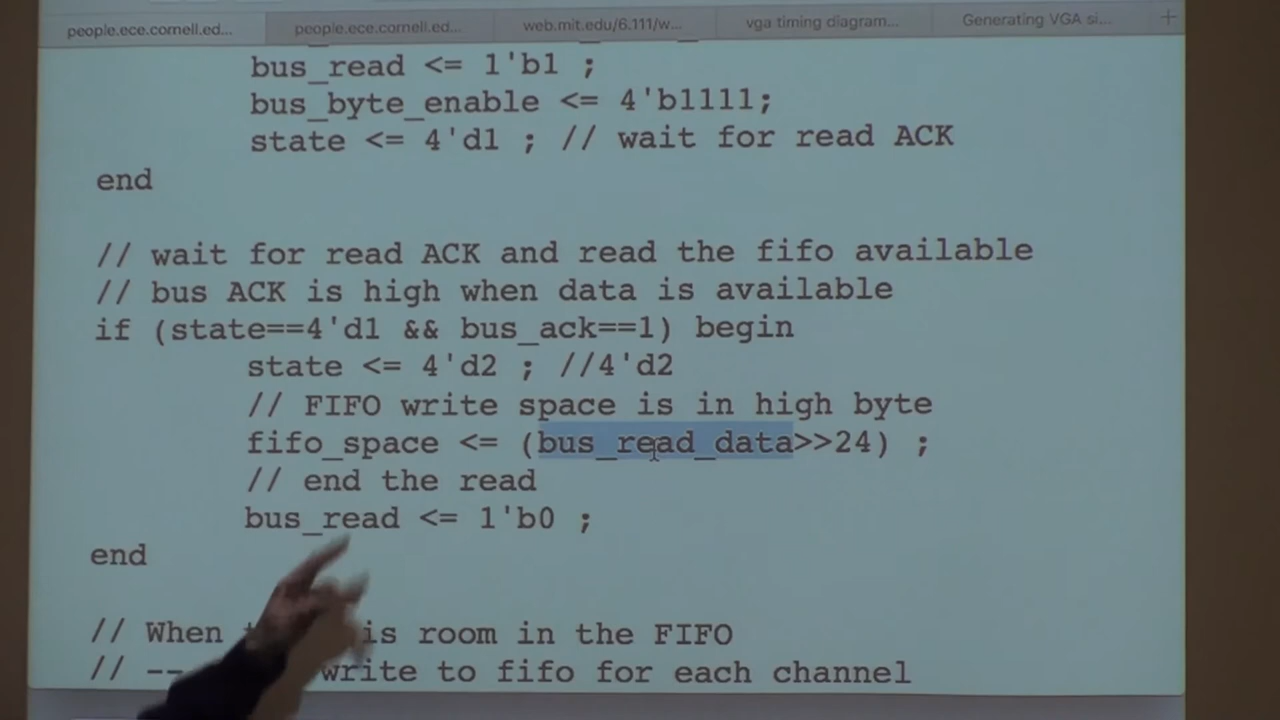 people.ece.cornell.ed... people.ece.cornell.ed... web.mit.edu/6.111/w... vga timing diagram... Generating VGA si... +
bus_read <= 1'b1 ;
bus_byte_enable <= 4'b1111;
state <= 4'd1 ; // wait for read ACK
end
// wait for read ACK and read the fifo available
// bus ACK is high when data is available
if (state==4'd1 && bus_ack==1) begin
state <= 4'd2 ; //4'd2
// FIFO write space is in high byte
fifo_space <= (bus_read_data>>24) ;
// end the read
bus_read <= 1'b0 ;
end
// When is room in the FIFO
// -- write to fifo for each channel